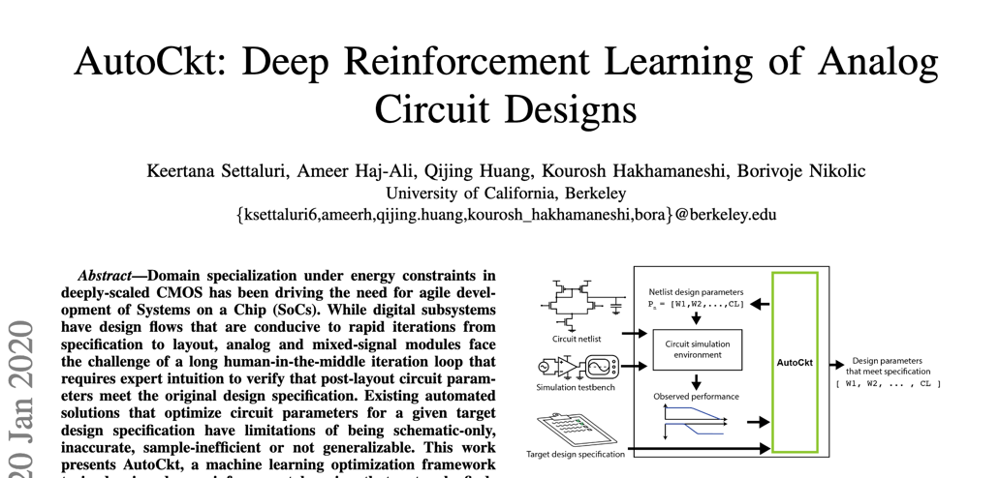 AutoCkt: Deep Reinforcement Learning of Analog
Circuit Designs
Keertana Settaluri, Ameer Haj-Ali, Qijing Huang, Kourosh Hakhamaneshi, Borivoje Nikolic
University of California, Berkeley
{ksettaluri6,ameerh,qijing.huang,kourosh_hakhamaneshi,bora}@berkeley.edu
20 Jan 2020
Abstract—Domain specialization under energy constraints in
deeply-scaled CMOS has been driving the need for agile devel-
opment of Systems on a Chip (SoCs). While digital subsystems
have design flows that are conducive to rapid iterations from
specification to layout, analog and mixed-signal modules face
the challenge of a long human-in-the-middle iteration loop that
requires expert intuition to verify that post-layout circuit param-
eters meet the original design specification. Existing automated
solutions that optimize circuit parameters for a given target
design specification have limitations of being schematic-only,
inaccurate, sample-inefficient or not generalizable. This work
presents AutoCkt, a machine learning optimization framework
Circuit netlist
Simulation testbench
Target design specification
Netlist design parameters
Pn = [W1,W2,...,CL]
Circuit simulation
environment
Observed performance
AutoCkt
Design parameters
that meet specification
[ W1, W2, ... , CL ]